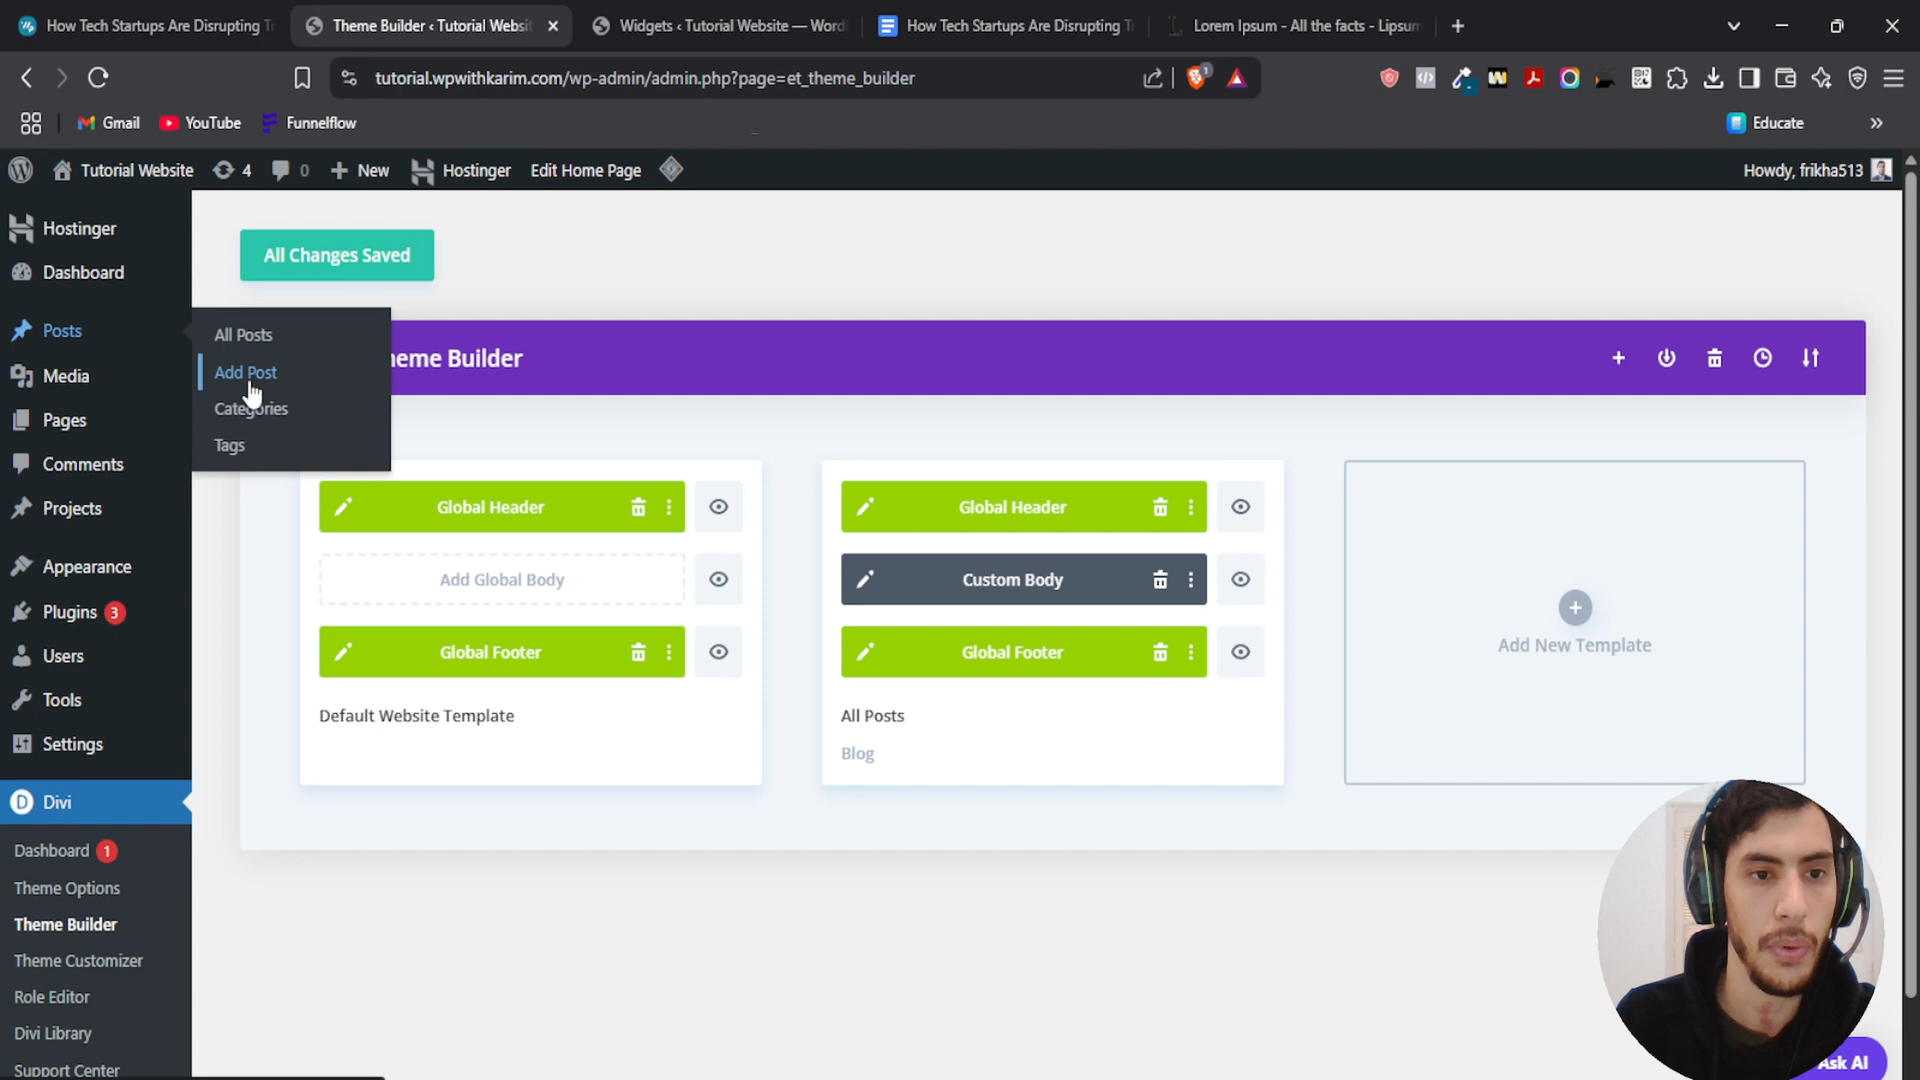 How Tech Startups Are Disrupting Tr
Theme Builder ‹ Tutorial Websit
Widgets ‹ Tutorial Website — Word
How Tech Startups Are Disrupting Tr
Lorem Ipsum - All the facts - Lipsum
tutorial.wpwithkarim.com/wp-admin/admin.php?page=et_theme_builder
1
Gmail
YouTube
Funnelflow
Educate
Tutorial Website
4
0
New
Hostinger
Edit Home Page
Howdy, frikha513
Hostinger
Dashboard
Posts
Media
Pages
Comments
Projects
Appearance
Plugins 3
Users
Tools
Settings
Divi
Dashboard 1
Theme Options
Theme Builder
Theme Customizer
Role Editor
Divi Library
Support Center
All Posts
Add Post
Categories
Tags
All Changes Saved
heme Builder
Global Header
Add Global Body
Global Footer
Default Website Template
Global Header
Custom Body
Global Footer
All Posts
Blog
Add New Template
Ask AI